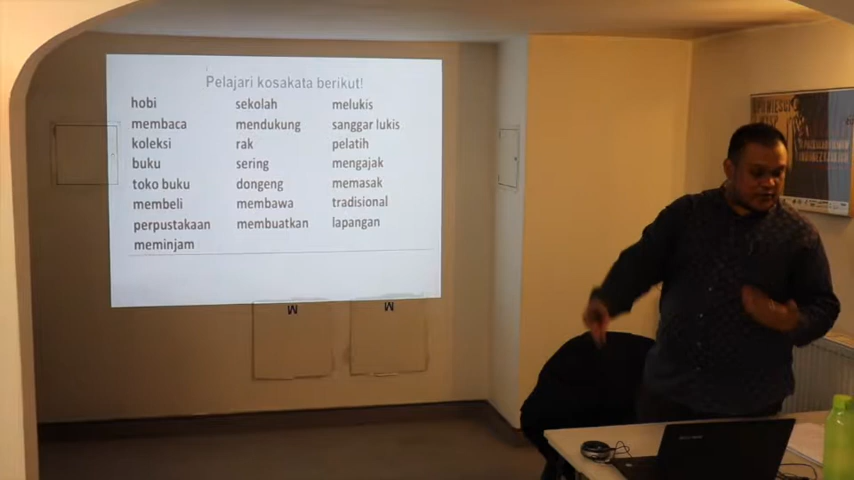 Pelajari kosakata berikut!
hobi
membaca
koleksi
buku
toko buku
membeli
perpustakaan
meminjam
sekolah
mendukung
rak
sering
dongeng
membawa
membuatkan
melukis
sanggar lukis
pelatih
mengajak
memasak
tradisional
lapangan
M
M